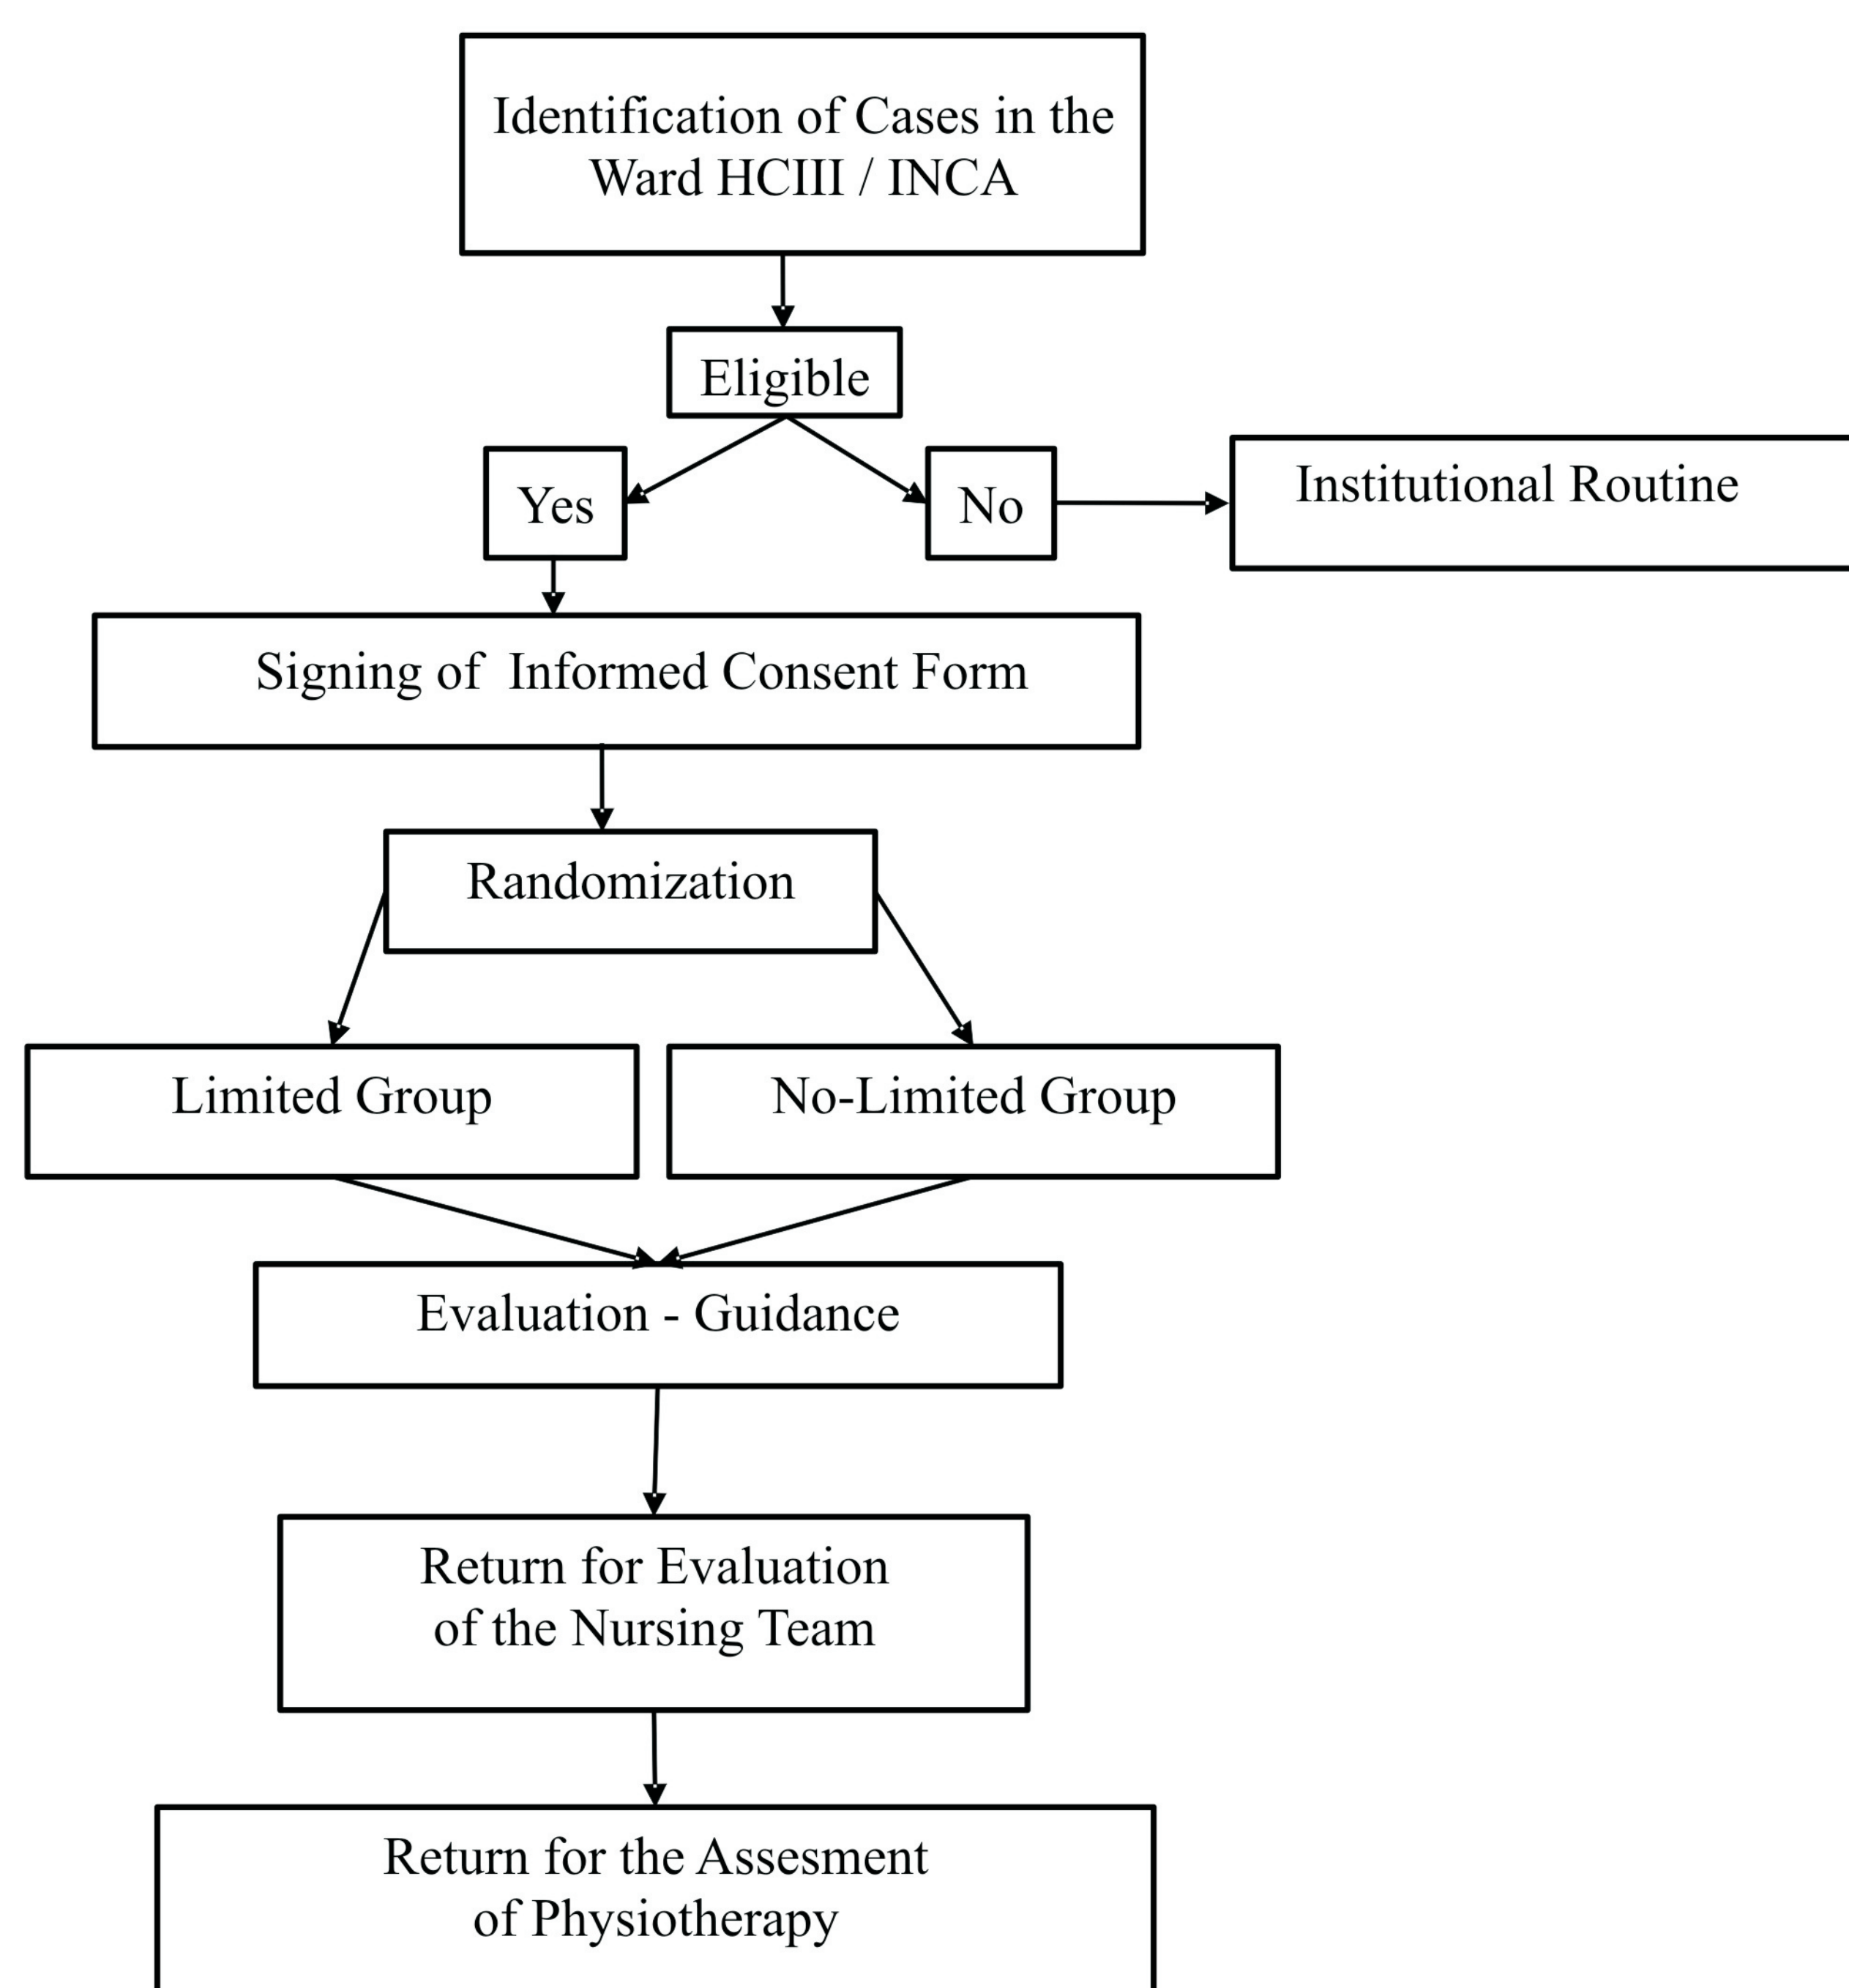 Identification of Cases in the
Ward HCIII / INCA
Eligible
Yes
No
Institutional Routine
Signing of Informed Consent Form
Randomization
Limited Group
No-Limited Group
Evaluation - Guidance
Return for Evaluation
of the Nursing Team
Return for the Assesment
of Physiotherapy